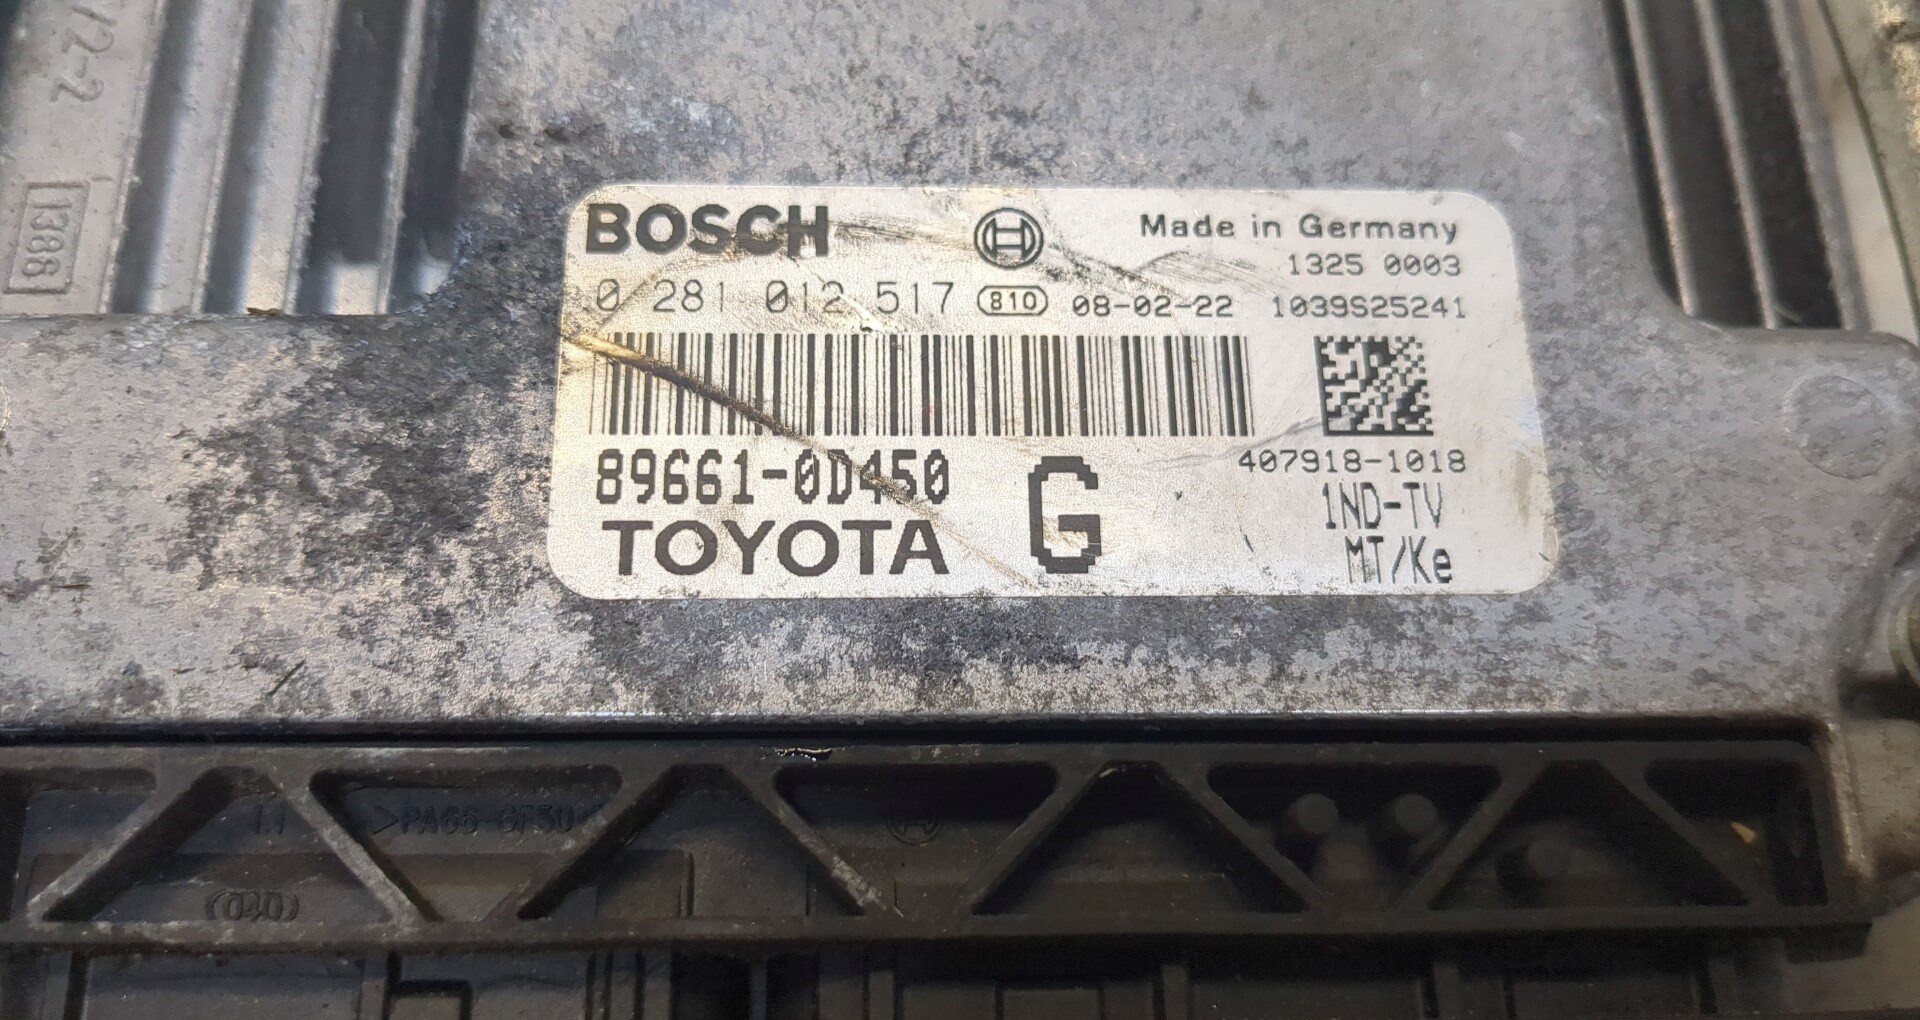 1388
BOSCH
Made in Germany
1325 0003
0 281 012 517 810 08-02-22 1039S25241
407918-1018
89661-0D450
G
1ND-TV
TOYOTA
MT/Ke
>PA66-GF30<
(040)